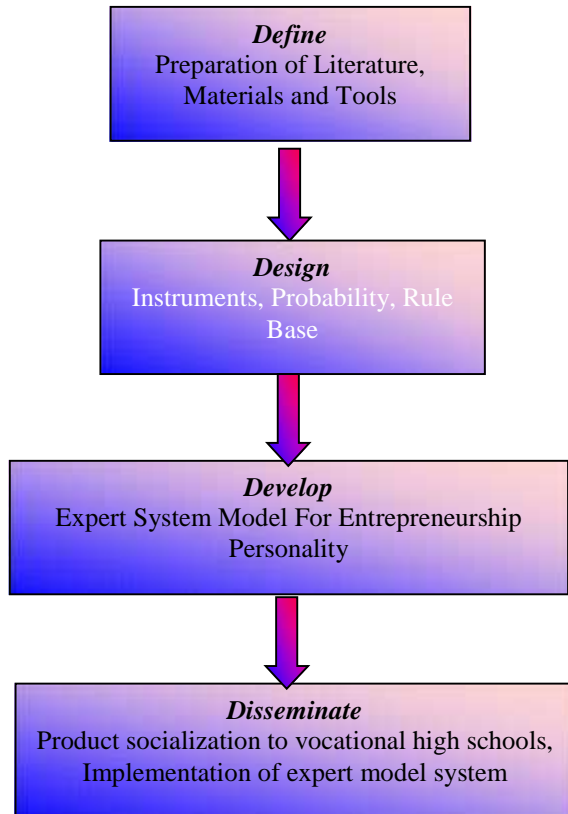 Define
Preparation of Literature,
Materials and Tools
Design
Instruments, Probability, Rule
Base
Develop
Expert System Model For Entrepreneurship
Personality
Disseminate
Product socialization to vocational high schools,
Implementation of expert model system